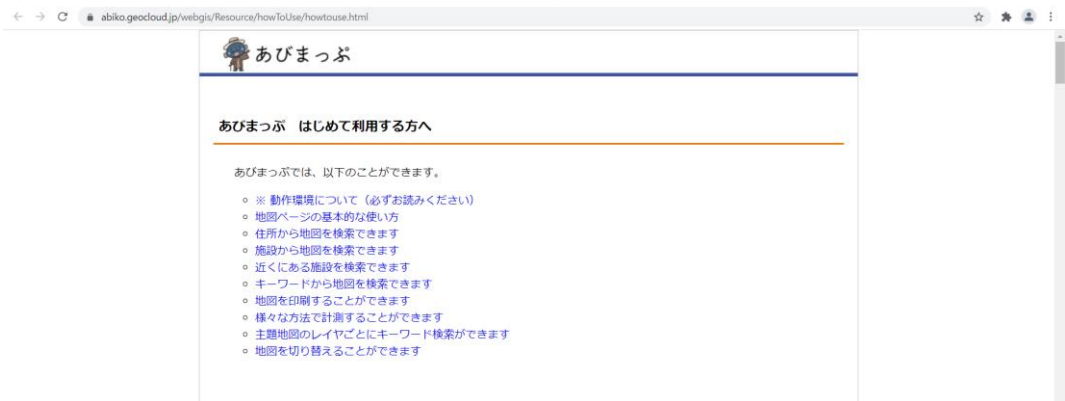 abiko.geocloud.jp/webgis/Resource/howToUse/howtouse.html
あびまっぷ
あびまっぷ　はじめて利用する方へ
あびまっぷでは、以下のことができます。
※ 動作環境について（必ずお読みください）
地図ページの基本的な使い方
住所から地図を検索できます
施設から地図を検索できます
近くにある施設を検索できます
キーワードから地図を検索できます
地図を印刷することができます
様々な方法で計測することができます
主題地図のレイヤごとにキーワード検索ができます
地図を切り替えることができます